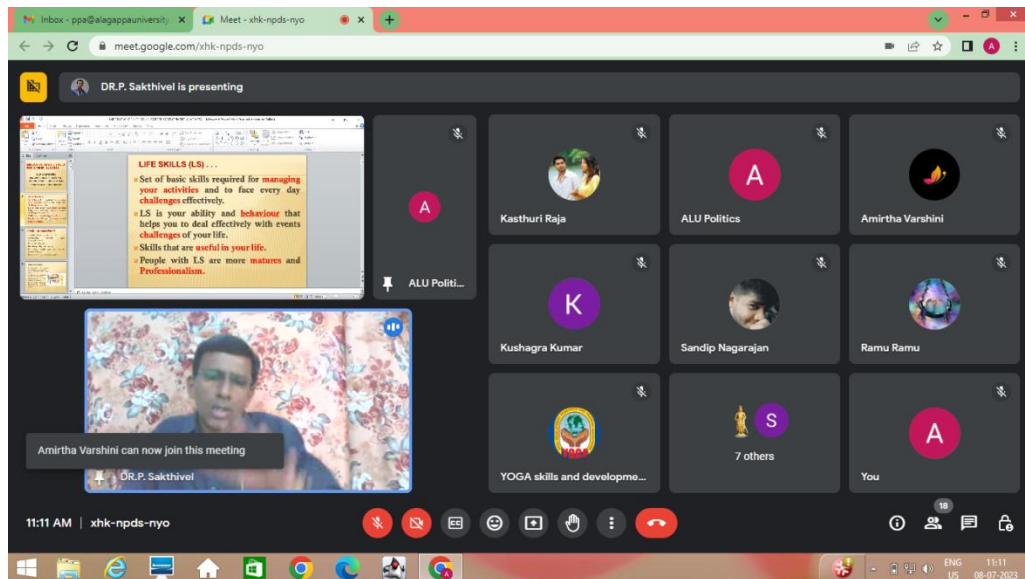 Inbox - ppa@alagappauniversity
Meet - xhk-npds-nyo
meet.google.com/xhk-npds-nyo
A
DR.P. Sakthivel is presenting
LIFE SKILLS (LS) . . .
Set of basic skills required for managing
your activities and to face every day
challenges effectively.
LS is your ability and behaviour that
helps you to deal effectively with events
challenges of your life.
Skills that are useful in your life.
People with LS are more matures and
Professionalism.
A
ALU Politi...
Kasthuri Raja
A
ALU Politics
Amirtha Varshini
K
Kushagra Kumar
Sandip Nagarajan
Ramu Ramu
YOGA
YOGA skills and developme...
S
7 others
A
You
Amirtha Varshini can now join this meeting
DR.P. Sakthivel
11:11 AM | xhk-npds-nyo
CC
18
ENG 11:11
US 08-07-2023